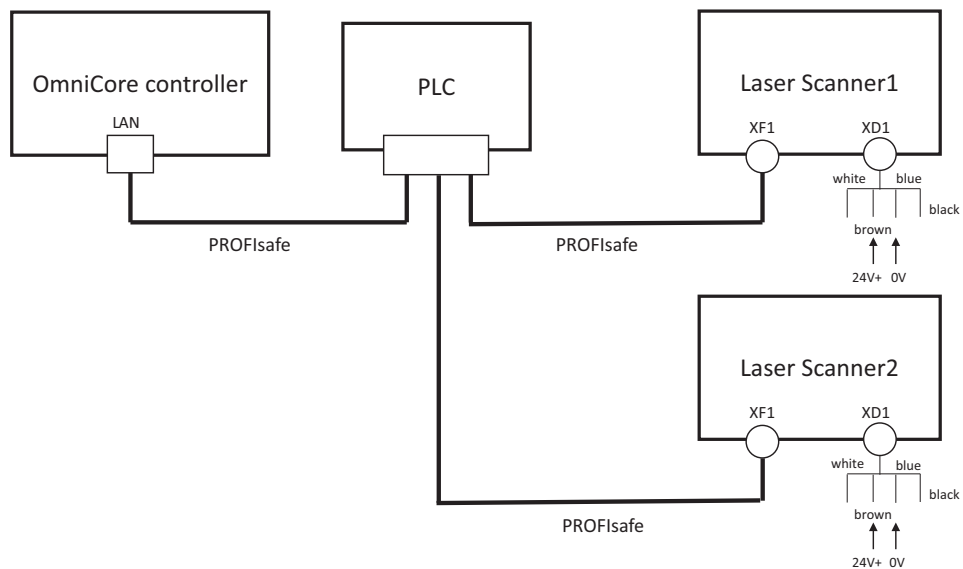 OmniCore controller
LAN
PLC
Laser Scanner1
XF1
XD1
white
blue
black
brown
24V+ 0V
PROFIsafe
PROFIsafe
Laser Scanner2
XF1
XD1
white
blue
black
brown
24V+ 0V
PROFIsafe